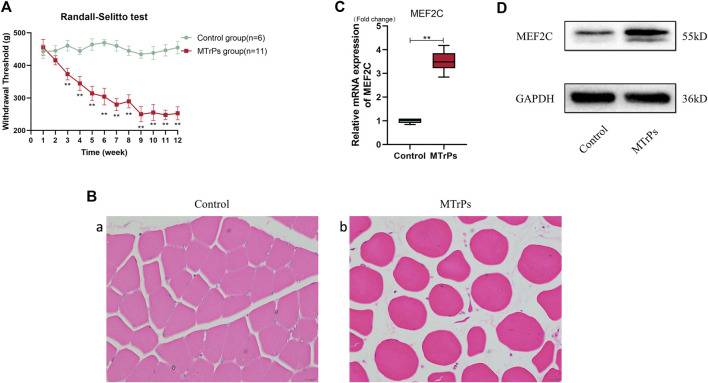 A
Randall-Selitto test
Control group(n=6)
MTrPs group(n=11)
Withdrawal Threshold (g)
500
400
300
200
** ** ** ** ** ** ** ** ** **
0 1 2 3 4 5 6 7 8 9 10 11 12
Time (week)
C
(Fold change)
MEF2C
Relative mRNA expression
of MEF2C
5
4
3
2
1
0
**
Control MTrPs
D
MEF2C
55kD
GAPDH
36kD
Control
MTrPs
B
Control
MTrPs
a
b